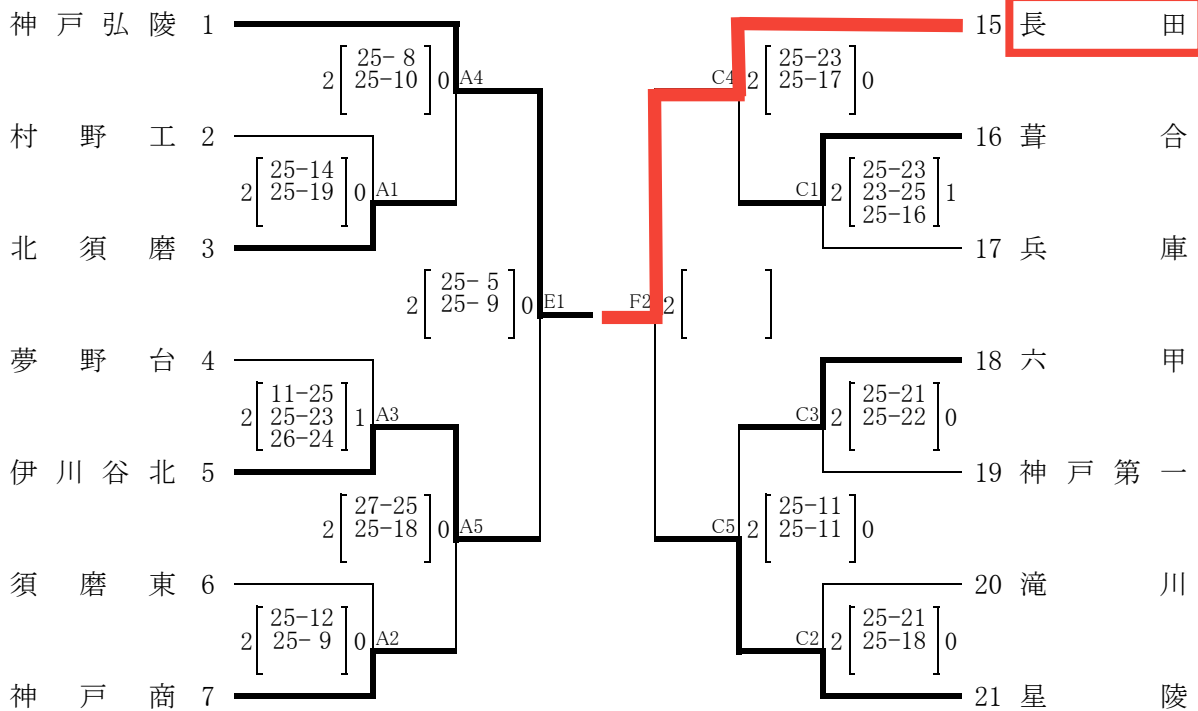 神戸弘陵 1
2 25- 8 0 A4
25-10
村野工 2
2 25-14 0 A1
25-19
北須磨 3
2 25- 5 0 E1
25- 9
夢野台 4
2 11-25 1 A3
25-23
26-24
伊川谷北 5
2 27-25 0 A5
25-18
須磨東 6
2 25-12 0 A2
25- 9
神戸商 7
15 長田
C4 2 25-23 0
25-17
16 葺合
C1 2 25-23 1
23-25
25-16
17 兵庫
F2 2
18 六甲
C3 2 25-21 0
25-22
19 神戸第一
C5 2 25-11 0
25-11
20 滝川
C2 2 25-21 0
25-18
21 星陵